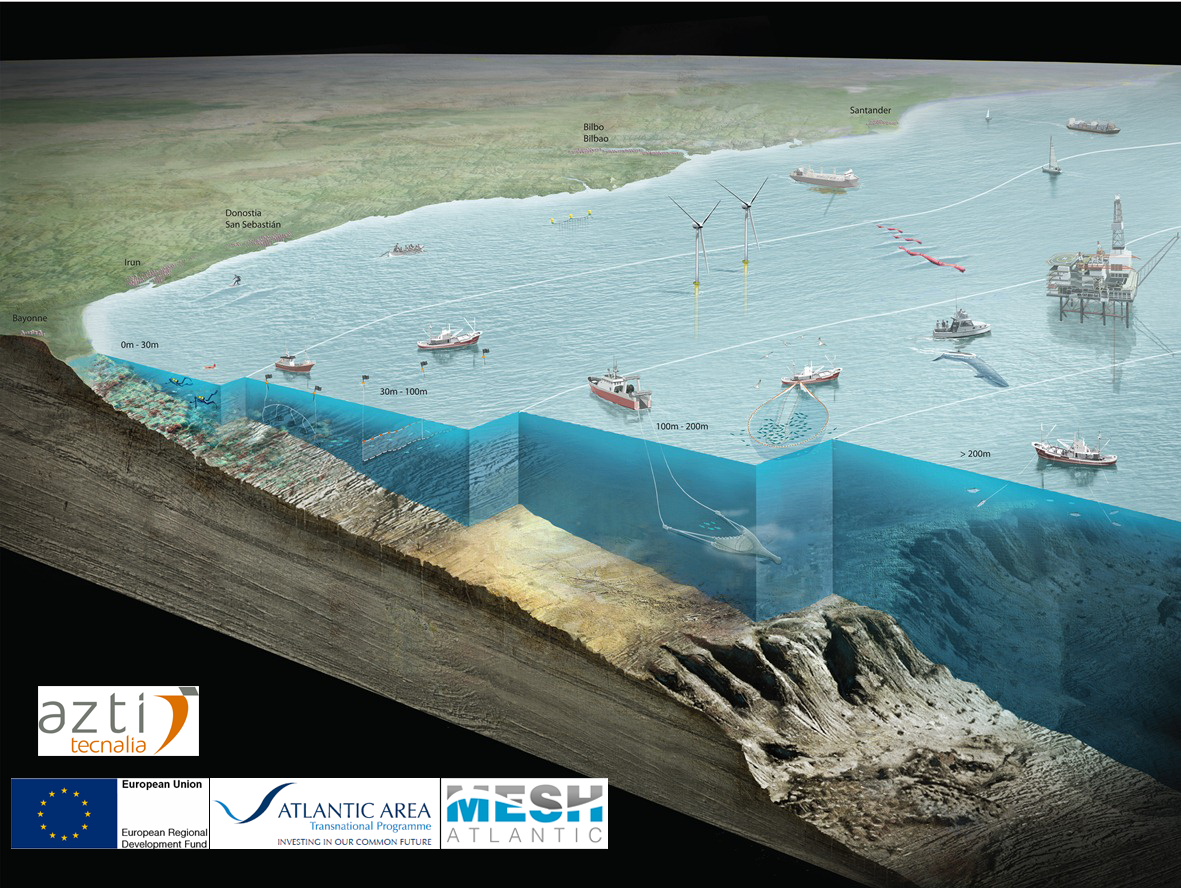 Santander
Bilbo
Bilbao
Donostia
San Sebastián
Irun
Bayonne
0m - 30m
30m - 100m
100m - 200m
> 200m
azti
tecnalia
European Union
European Regional
Development Fund
ATLANTIC AREA
Transnational Programme
INVESTING IN OUR COMMON FUTURE
MESH
ATLANTIC